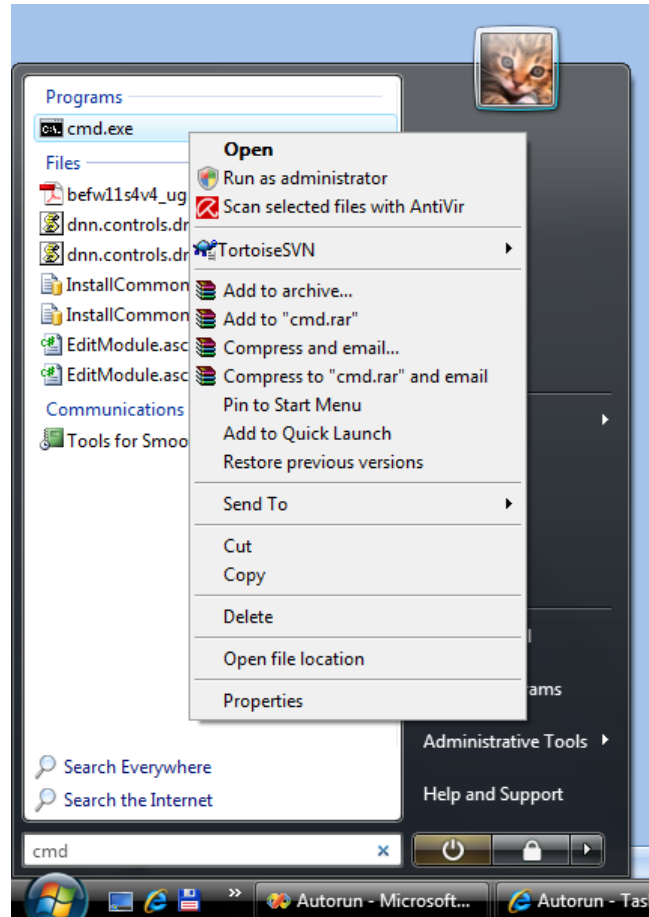 Programs
cmd.exe
Files
befw11s4v4_ug
dnn.controls.dr
dnn.controls.dr
InstallCommon
InstallCommon
EditModule.asc
EditModule.asc
Communications
Tools for Smoo
Open
Run as administrator
Scan selected files with AntiVir
TortoiseSVN
Add to archive...
Add to "cmd.rar"
Compress and email...
Compress to "cmd.rar" and email
Pin to Start Menu
Add to Quick Launch
Restore previous versions
Send To
Cut
Copy
Delete
Open file location
Properties
rams
Administrative Tools
Help and Support
Search Everywhere
Search the Internet
cmd
Autorun - Microsoft...
Autorun - Tas